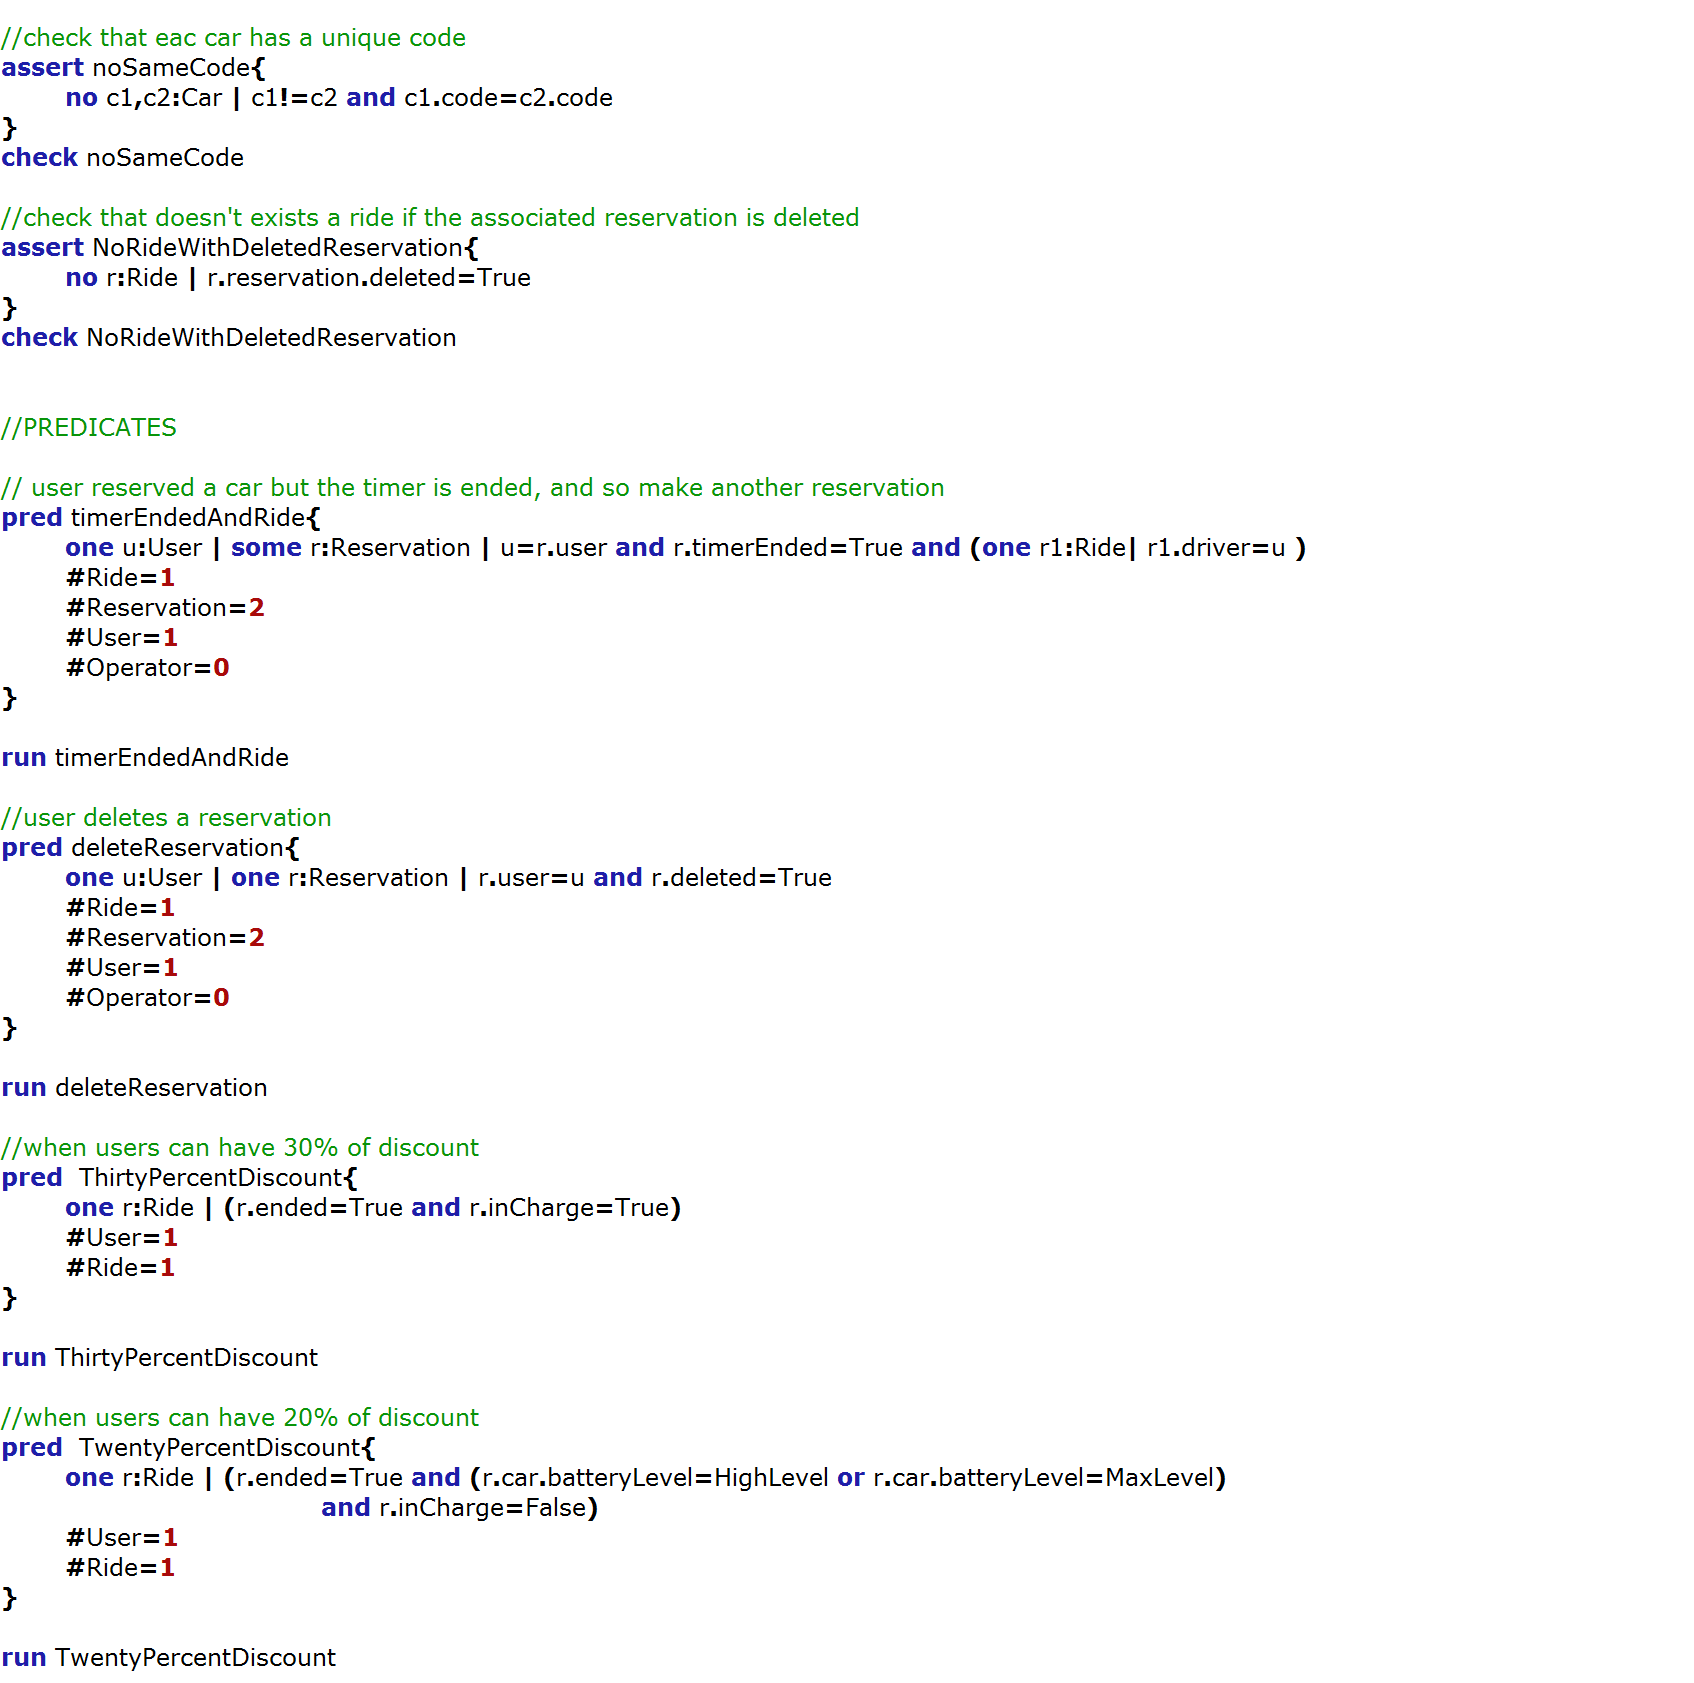 //check that eac car has a unique code
assert noSameCode{
no c1,c2:Car | c1!=c2 and c1.code=c2.code
}
check noSameCode
//check that doesn't exists a ride if the associated reservation is deleted
assert NoRideWithDeletedReservation{
no r:Ride | r.reservation.deleted=True
}
check NoRideWithDeletedReservation
//PREDICATES
// user reserved a car but the timer is ended, and so make another reservation
pred timerEndedAndRide{
one u:User | some r:Reservation | u=r.user and r.timerEnded=True and (one r1:Ride| r1.driver=u )
#Ride=1
#Reservation=2
#User=1
#Operator=0
}
run timerEndedAndRide
//user deletes a reservation
pred deleteReservation{
one u:User | one r:Reservation | r.user=u and r.deleted=True
#Ride=1
#Reservation=2
#User=1
#Operator=0
}
run deleteReservation
//when users can have 30% of discount
pred  ThirtyPercentDiscount{
one r:Ride | (r.ended=True and r.inCharge=True)
#User=1
#Ride=1
}
run ThirtyPercentDiscount
//when users can have 20% of discount
pred  TwentyPercentDiscount{
one r:Ride | (r.ended=True and (r.car.batteryLevel=HighLevel or r.car.batteryLevel=MaxLevel)
and r.inCharge=False)
#User=1
#Ride=1
}
run TwentyPercentDiscount